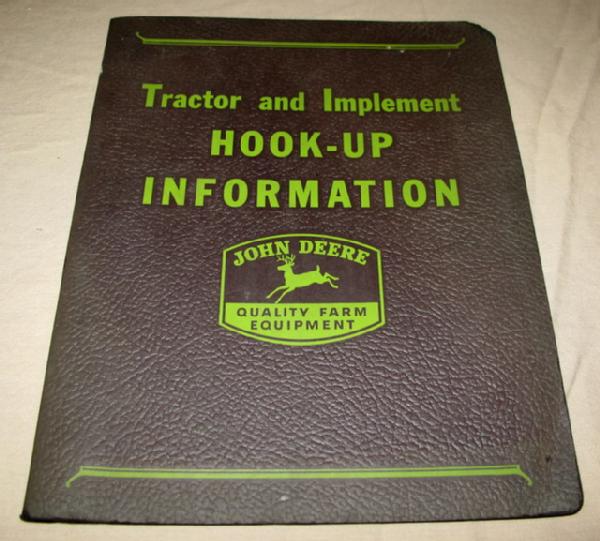 Tractor and Implement
HOOK-UP
INFORMATION
JOHN DEERE
QUALITY FARM
EQUIPMENT